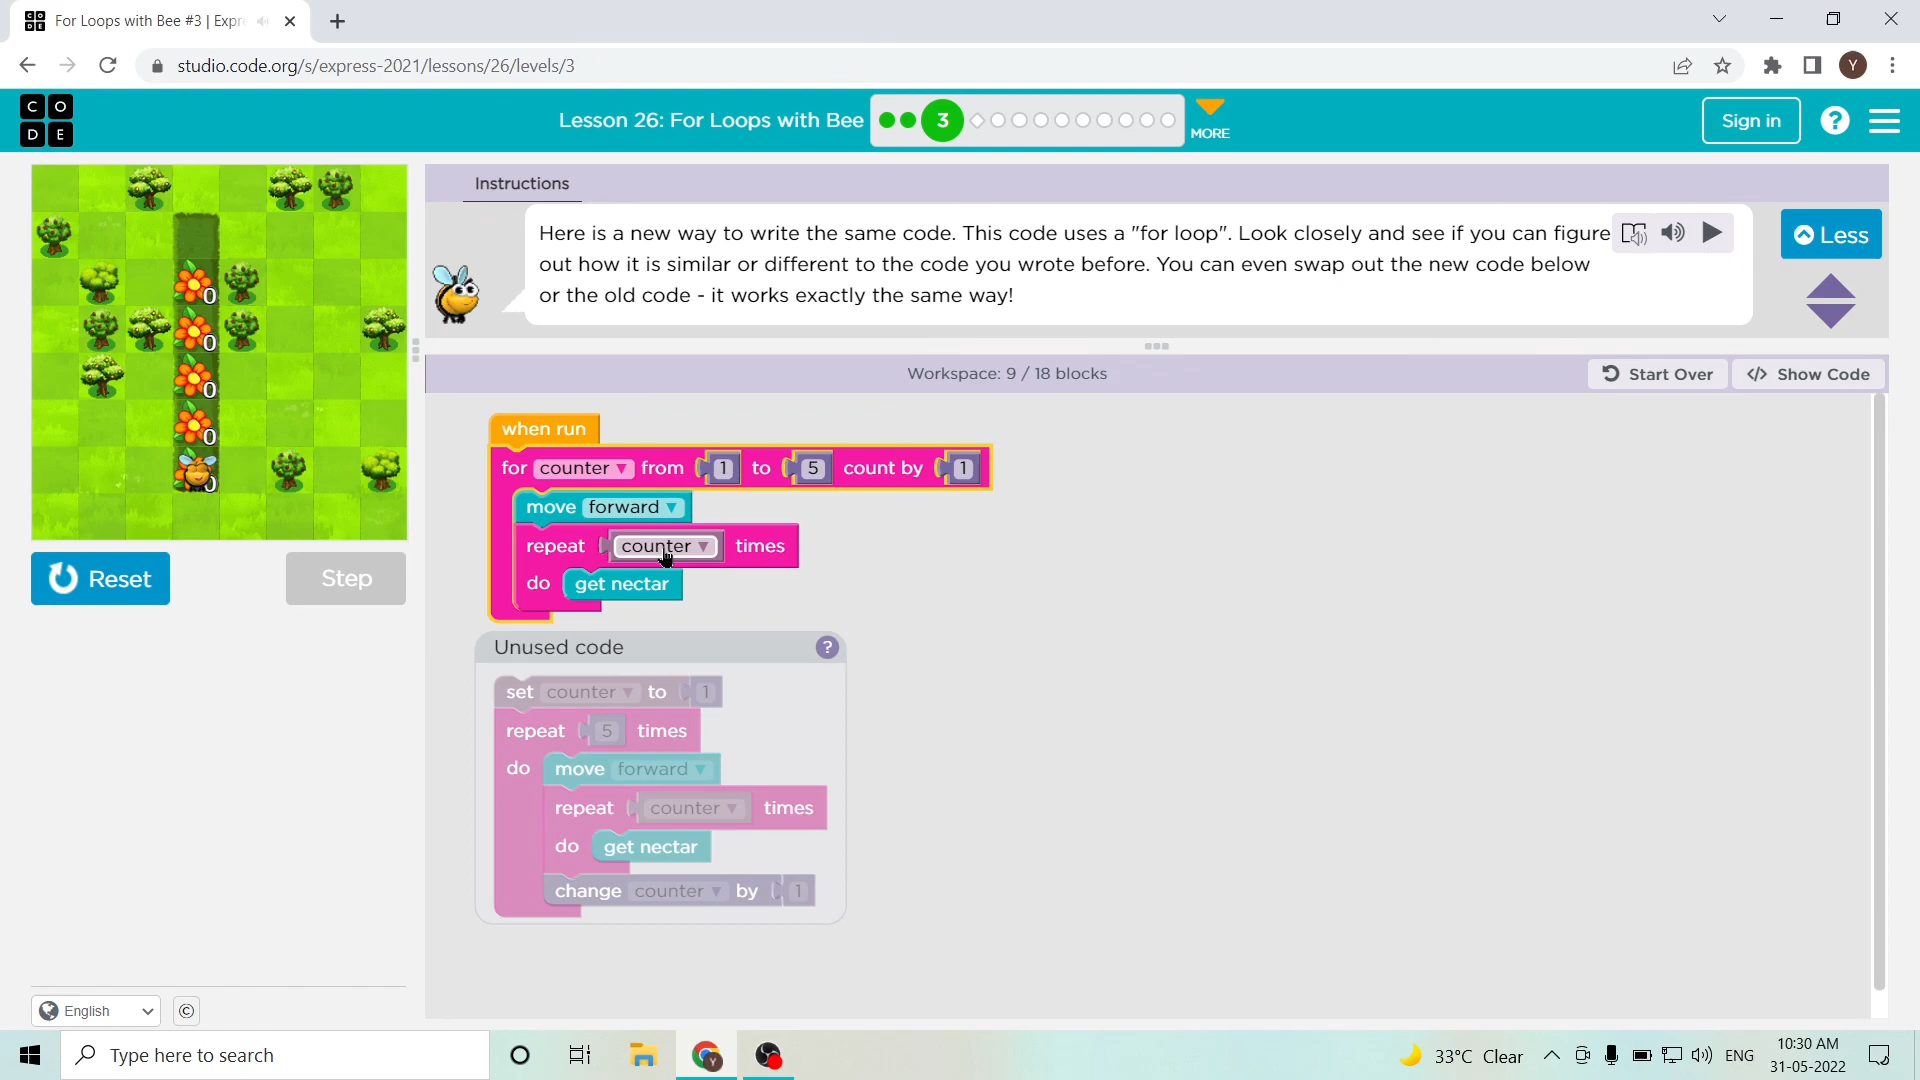 For Loops with Bee #3 | Expre
studio.code.org/s/express-2021/lessons/26/levels/3
Y
C O
D E
Lesson 26: For Loops with Bee
3
MORE
Sign in
?
Instructions
Here is a new way to write the same code. This code uses a "for loop". Look closely and see if you can figure
out how it is similar or different to the code you wrote before. You can even swap out the new code below
or the old code - it works exactly the same way!
Less
0
0
0
0
0
Workspace: 9 / 18 blocks
Start Over
</> Show Code
when run
for counter from 1 to 5 count by 1
move forward
repeat counter times
do get nectar
Reset
Step
Unused code
?
set counter to 1
repeat 5 times
do move forward
repeat counter times
do get nectar
change counter by 1
English
©
Type here to search
Y
33°C Clear
ENG
10:30 AM
31-05-2022